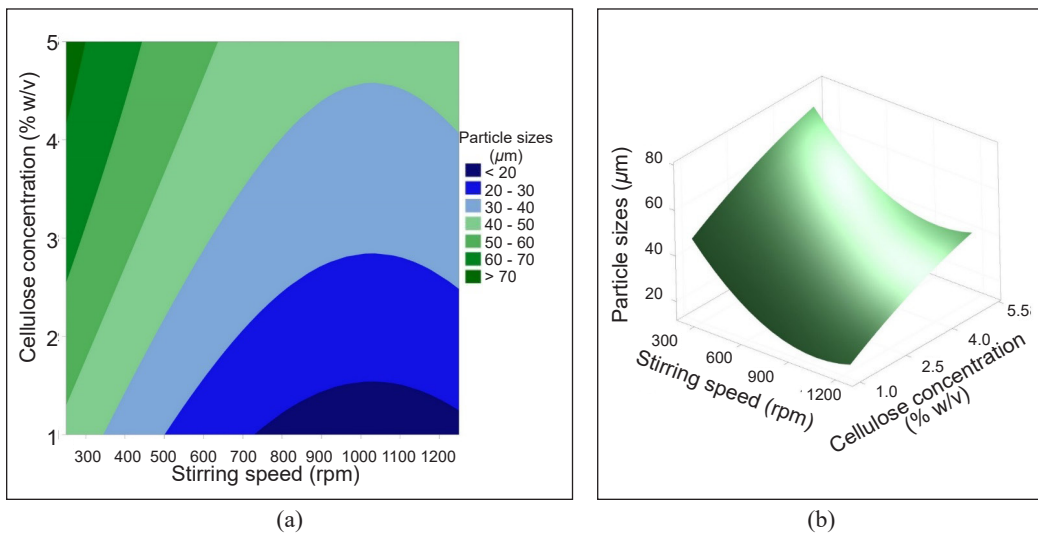 5
4
3
2
1
Cellulose concentration (% w/v)
300 400 500 600 700 800 900 1000 1100 1200
Stirring speed (rpm)
Particle sizes
(µm)
< 20
20 - 30
30 - 40
40 - 50
50 - 60
60 - 70
> 70
(a)
80
60
40
20
Particle sizes (µm)
300
600
900
1200
Stirring speed (rpm)
1.0
2.5
4.0
5.5
Cellulose concentration
(% w/v)
(b)